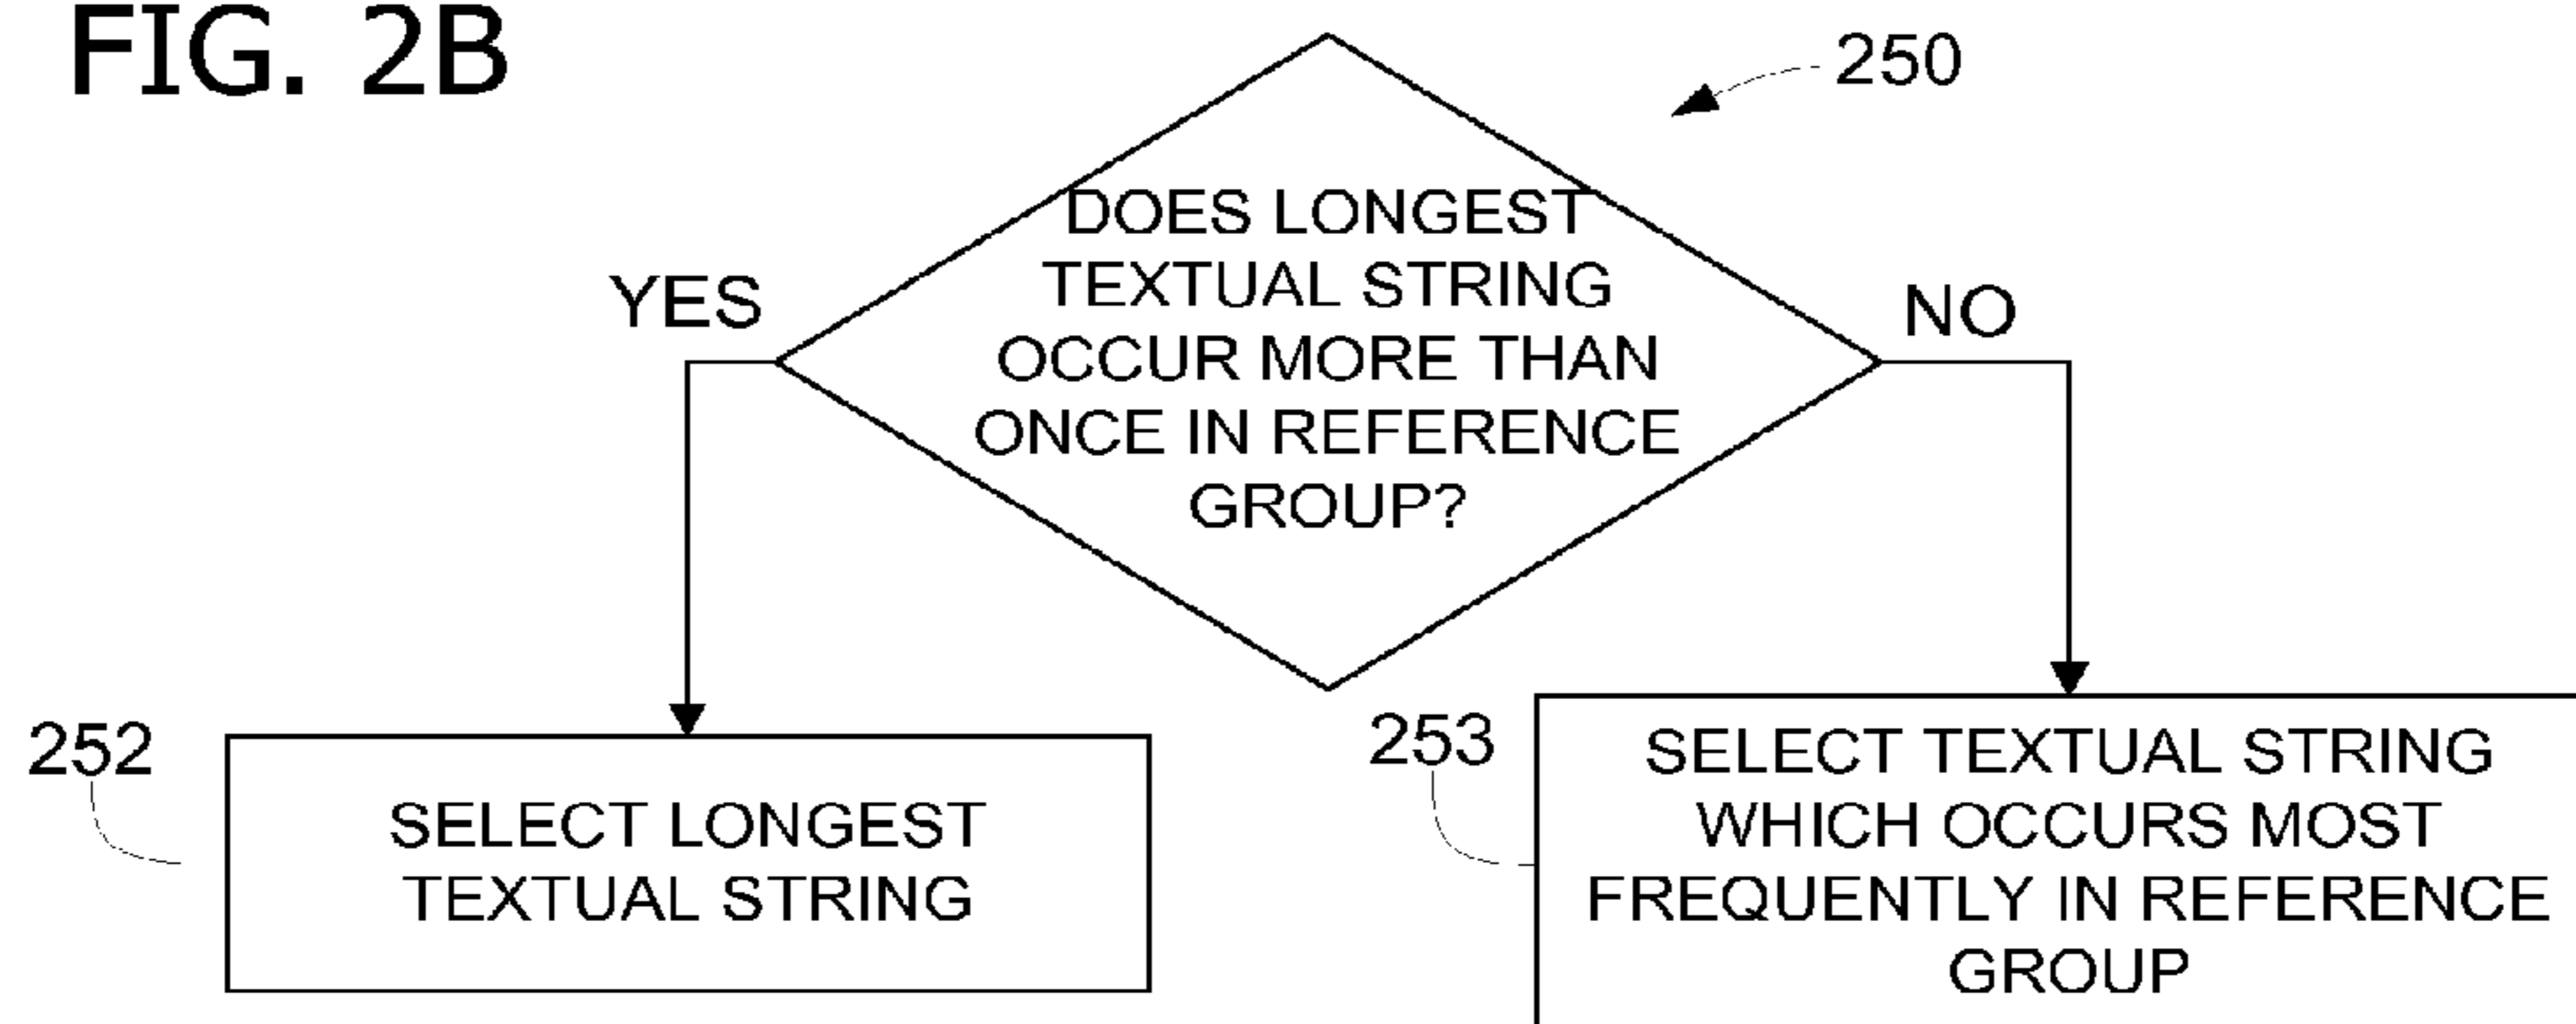 FIG. 2B
250
DOES LONGEST
TEXTUAL STRING
OCCUR MORE THAN
ONCE IN REFERENCE
GROUP?
YES
NO
252
SELECT LONGEST
TEXTUAL STRING
253
SELECT TEXTUAL STRING
WHICH OCCURS MOST
FREQUENTLY IN REFERENCE
GROUP